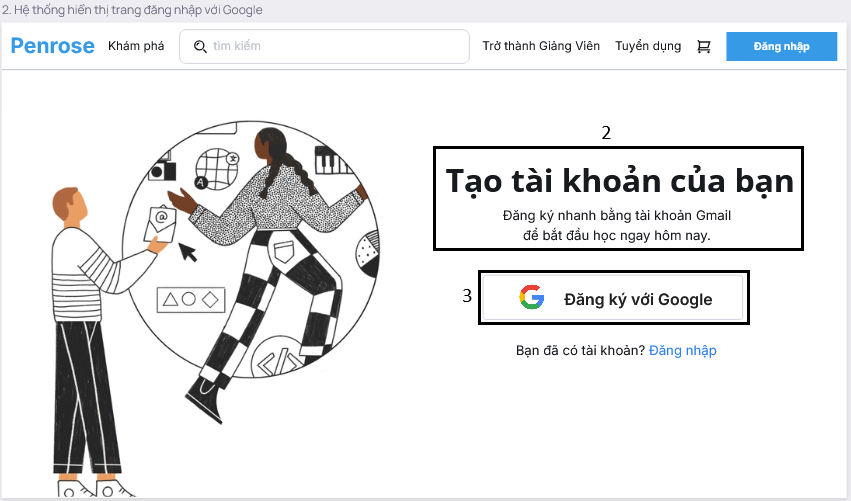 2. Hệ thống hiển thị trang đăng nhập với Google
Penrose Khám phá tìm kiếm Trở thành Giảng Viên Tuyển dụng Đăng nhập
2
Tạo tài khoản của bạn
Đăng ký nhanh bằng tài khoản Gmail
để bắt đầu học ngay hôm nay.
3 Đăng ký với Google
Bạn đã có tài khoản? Đăng nhập
@
A
文
</>